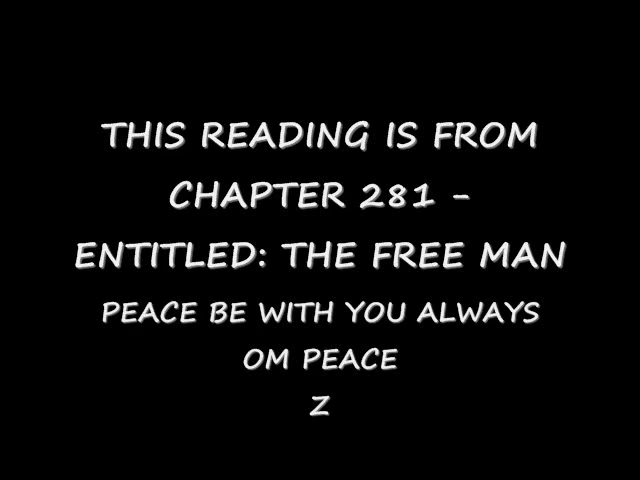 THIS READING IS FROM
CHAPTER 281 -
ENTITLED: THE FREE MAN
PEACE BE WITH YOU ALWAYS
OM PEACE
Z